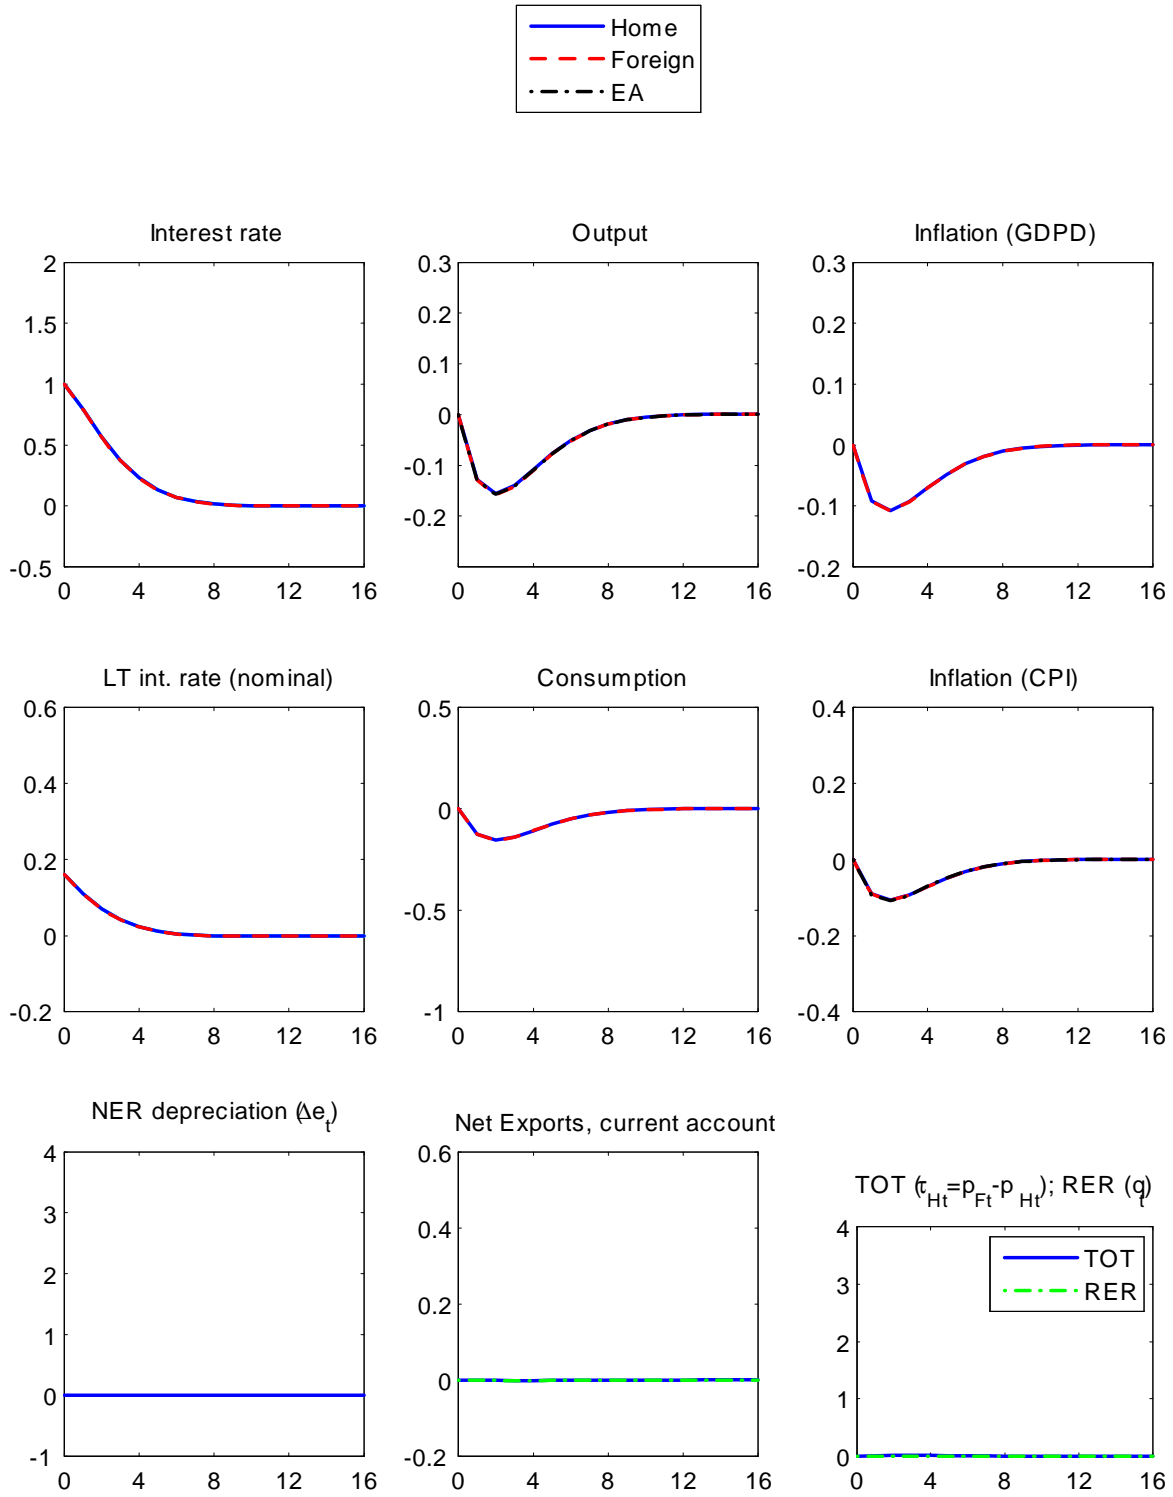 Home
Foreign
EA
Interest rate
2
1.5
1
0.5
0
-0.5
0 4 8 12 16
Output
0.3
0.2
0.1
0
-0.1
-0.2
0 4 8 12 16
Inflation (GDPD)
0.3
0.2
0.1
0
-0.1
-0.2
0 4 8 12 16
LT int. rate (nominal)
0.6
0.4
0.2
0
-0.2
0 4 8 12 16
Consumption
0.5
0
-0.5
-1
0 4 8 12 16
Inflation (CPI)
0.4
0.2
0
-0.2
-0.4
0 4 8 12 16
NER depreciation (Δe_t)
4
3
2
1
0
-1
0 4 8 12 16
Net Exports, current account
0.6
0.4
0.2
0
-0.2
0 4 8 12 16
TOT (τ_Ht=p_Ft-p_Ht); RER (q_t)
4
3
2
1
0
TOT
RER
0 4 8 12 16